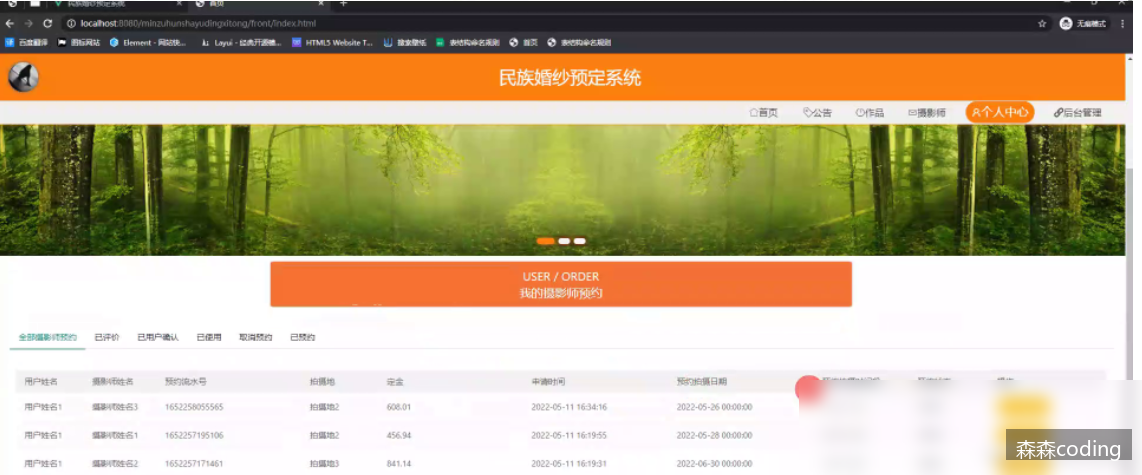 民族婚纱预定系统
首页
localhost:8080/minzuhunshayudingxitong/front/index.html
无痕模式
百度翻译 图标网站 Element - 网站快... Layui - 经典开源模... HTML5 Website T... 搜索壁纸 表结构命名规则 首页 表结构命名规则
民族婚纱预定系统
首页 公告 作品 摄影师 个人中心 后台管理
USER / ORDER
我的摄影师预约
全部摄影师预约 已评价 已用户确认 已使用 取消预约 已预约
用户姓名 摄影师姓名 预约流水号 拍摄地 定金 申请时间 预约拍摄日期
用户姓名1 摄影师姓名3 1652258055565 拍摄地2 608.01 2022-05-11 16:34:16 2022-05-26 00:00:00
用户姓名1 摄影师姓名1 1652257195106 拍摄地2 456.94 2022-05-11 16:19:55 2022-05-28 00:00:00
用户姓名1 摄影师姓名2 1652257171461 拍摄地3 841.14 2022-05-11 16:19:31 2022-06-30 00:00:00
森森coding